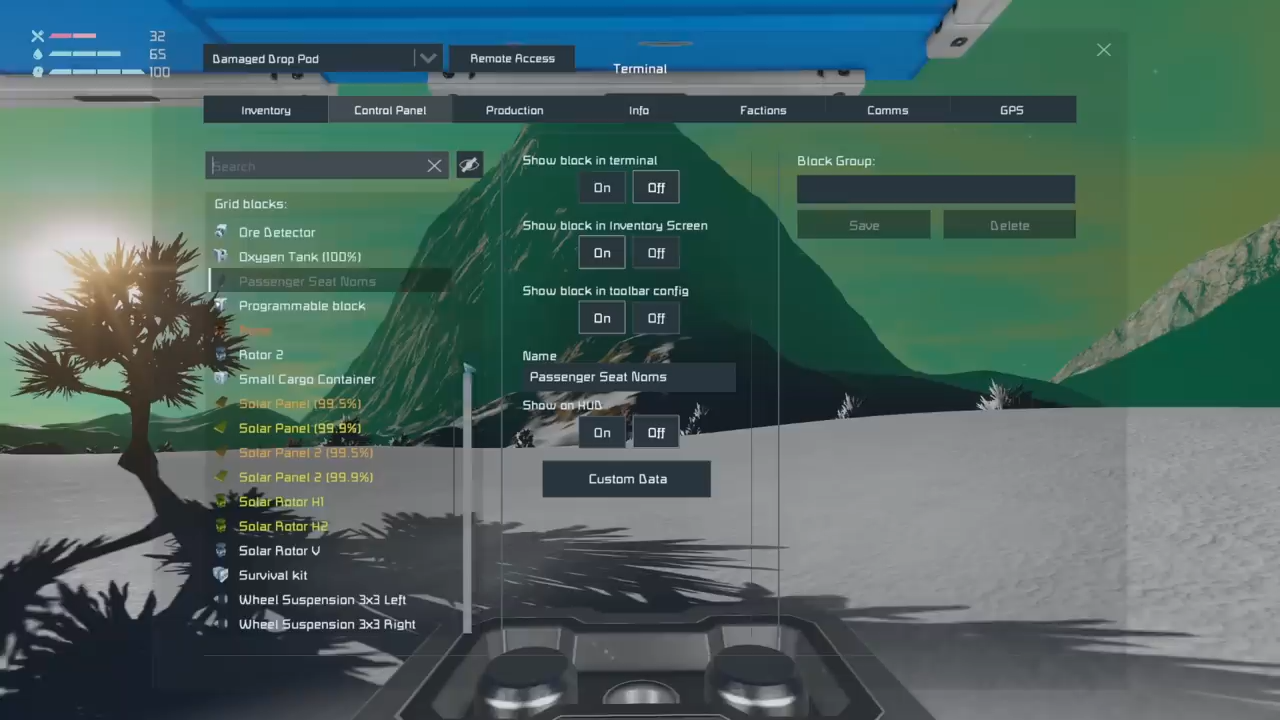 32
65
100
Damaged Drop Pod
Remote Access
Terminal
Inventory
Control Panel
Production
Info
Factions
Comms
GPS
Search
Grid blocks:
Ore Detector
Oxygen Tank (100%)
Passenger Seat Noms
Programmable block
Rotor 2
Small Cargo Container
Solar Panel (99.5%)
Solar Panel (99.9%)
Solar Panel 2 (99.5%)
Solar Panel 2 (99.9%)
Solar Rotor H1
Solar Rotor H2
Solar Rotor V
Survival kit
Wheel Suspension 3x3 Left
Wheel Suspension 3x3 Right
Show block in terminal
On Off
Show block in Inventory Screen
On Off
Show block in toolbar config
On Off
Name
Passenger Seat Noms
Show on HUD
On Off
Custom Data
Block Group:
Save
Delete